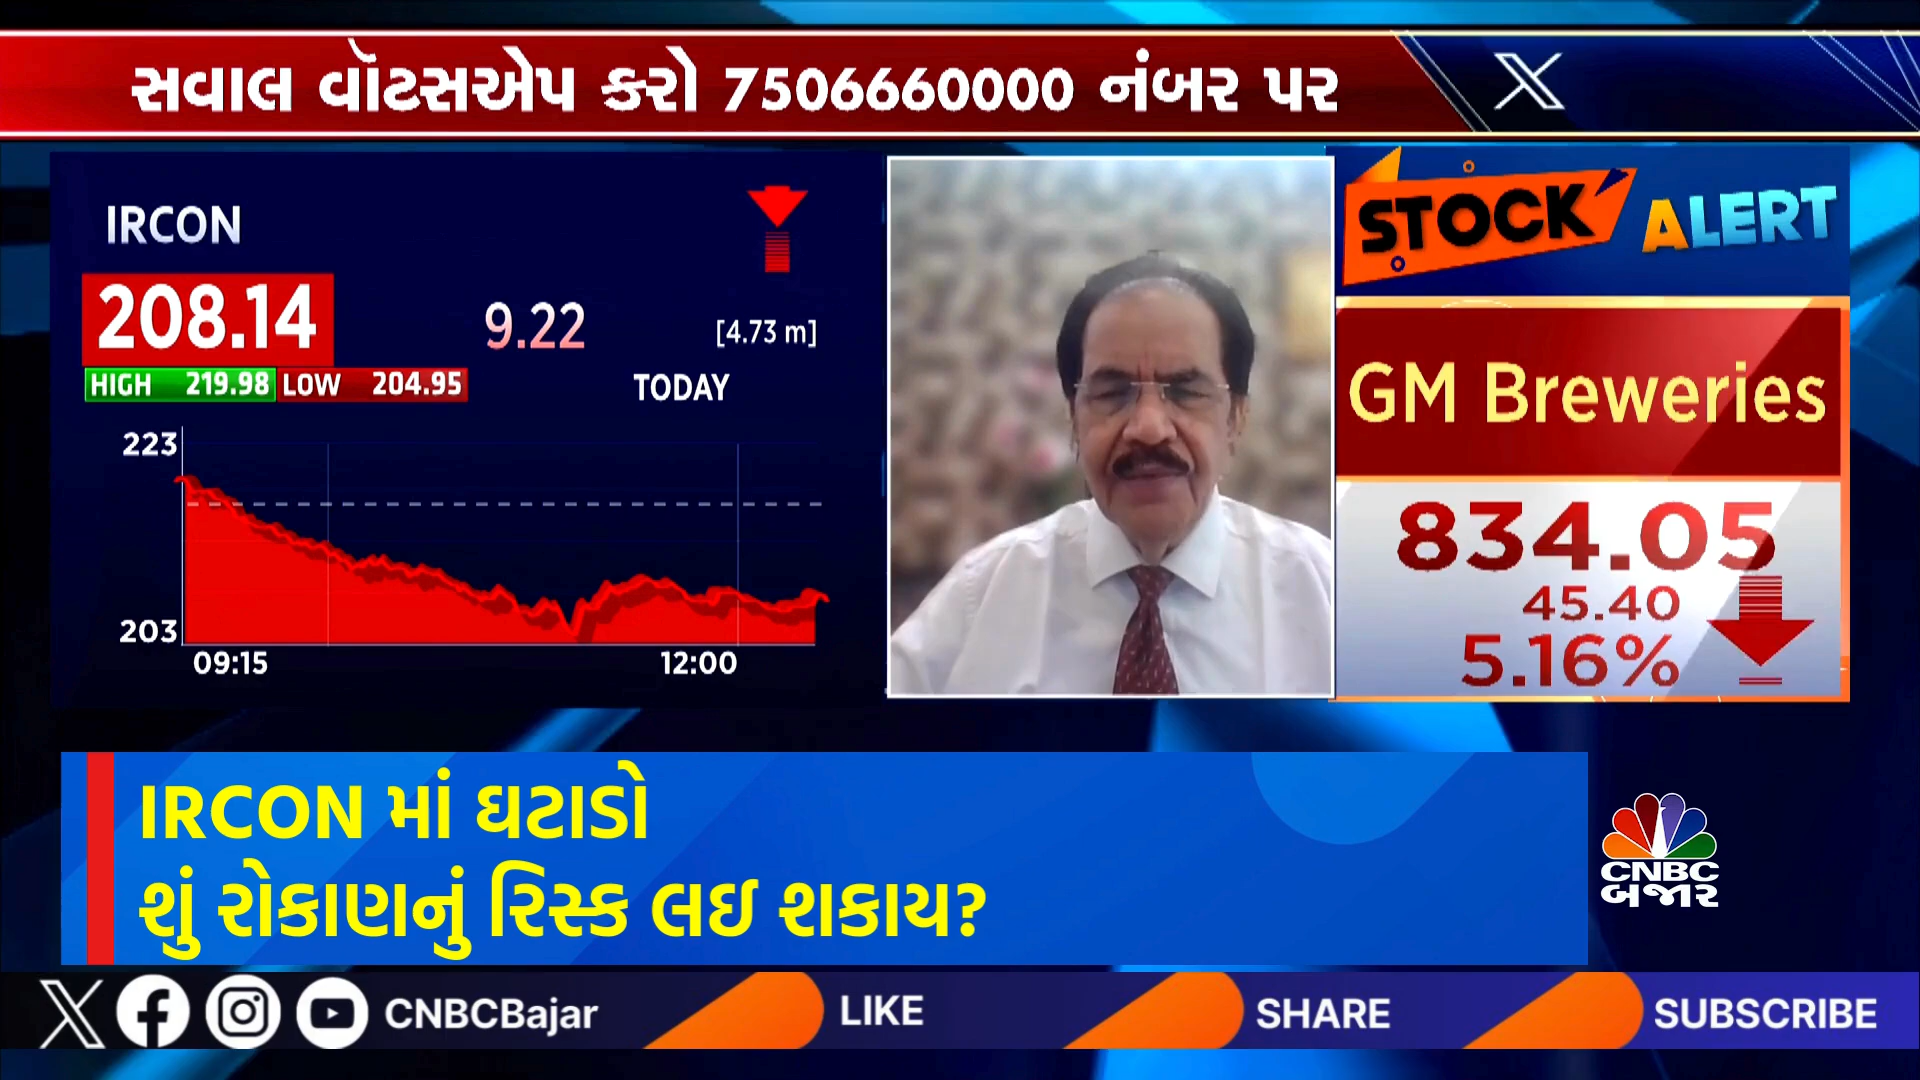 સવાલ વૉટસએપ કરો 7506660000 નંબર પર
IRCON
208.14
9.22
[4.73 m]
HIGH 219.98 LOW 204.95
TODAY
223
203
09:15
12:00
STOCK ALERT
GM Breweries
834.05
45.40
5.16%
IRCON માં ઘટાડો
શું રોકાણનું રિસ્ક લઇ શકાય?
CNBC
બજાર
CNBCBajar
LIKE
SHARE
SUBSCRIBE